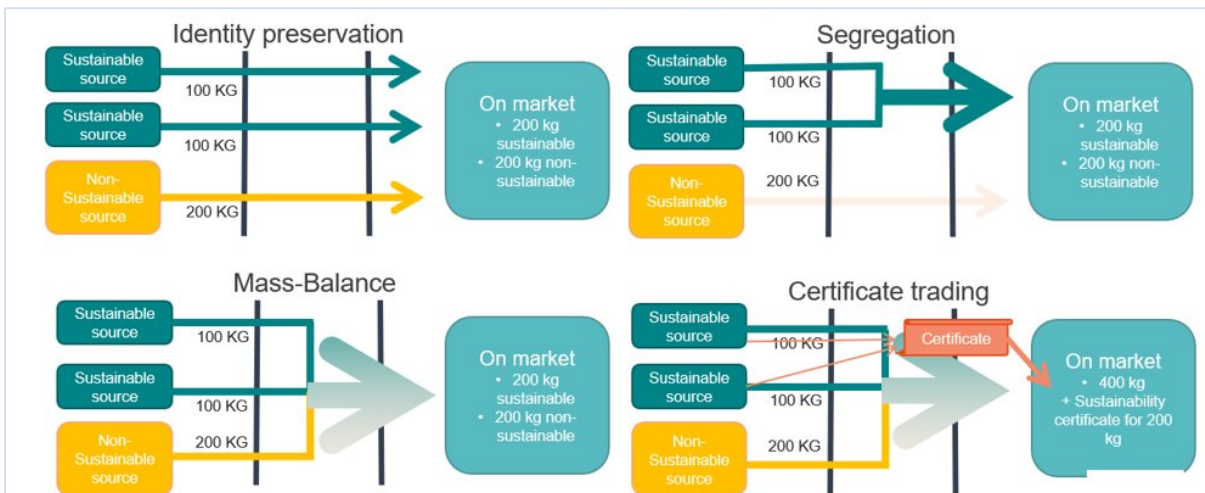 Identity preservation
Sustainable
source
100 KG
Sustainable
source
100 KG
Non-
Sustainable
source
200 KG
On market
• 200 kg
sustainable
• 200 kg non-
sustainable
Segregation
Sustainable
source
100 KG
Sustainable
source
100 KG
Non-
Sustainable
source
200 KG
On market
• 200 kg
sustainable
• 200 kg non-
sustainable
Mass-Balance
Sustainable
source
100 KG
Sustainable
source
100 KG
Non-
Sustainable
source
200 KG
On market
• 200 kg
sustainable
• 200 kg non-
sustainable
Certificate trading
Sustainable
source
100 KG
Sustainable
source
100 KG
Non-
Sustainable
source
200 KG
Certificate
On market
• 400 kg
+ Sustainability
certificate for 200
kg